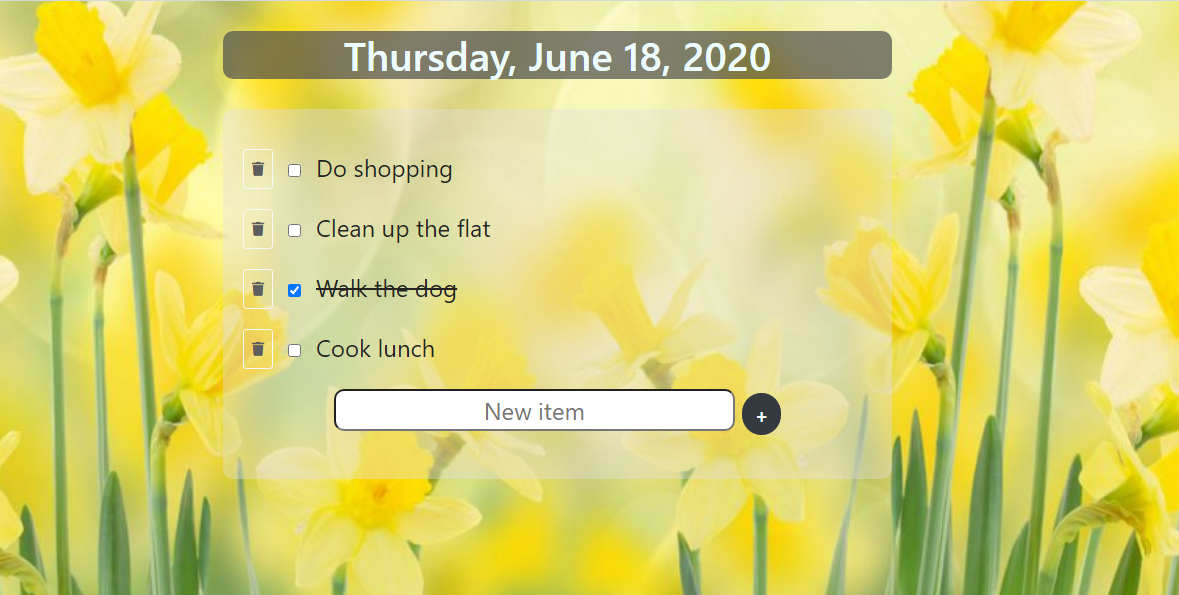 Thursday, June 18, 2020
Do shopping
Clean up the flat
Walk the dog
Cook lunch
New item
+